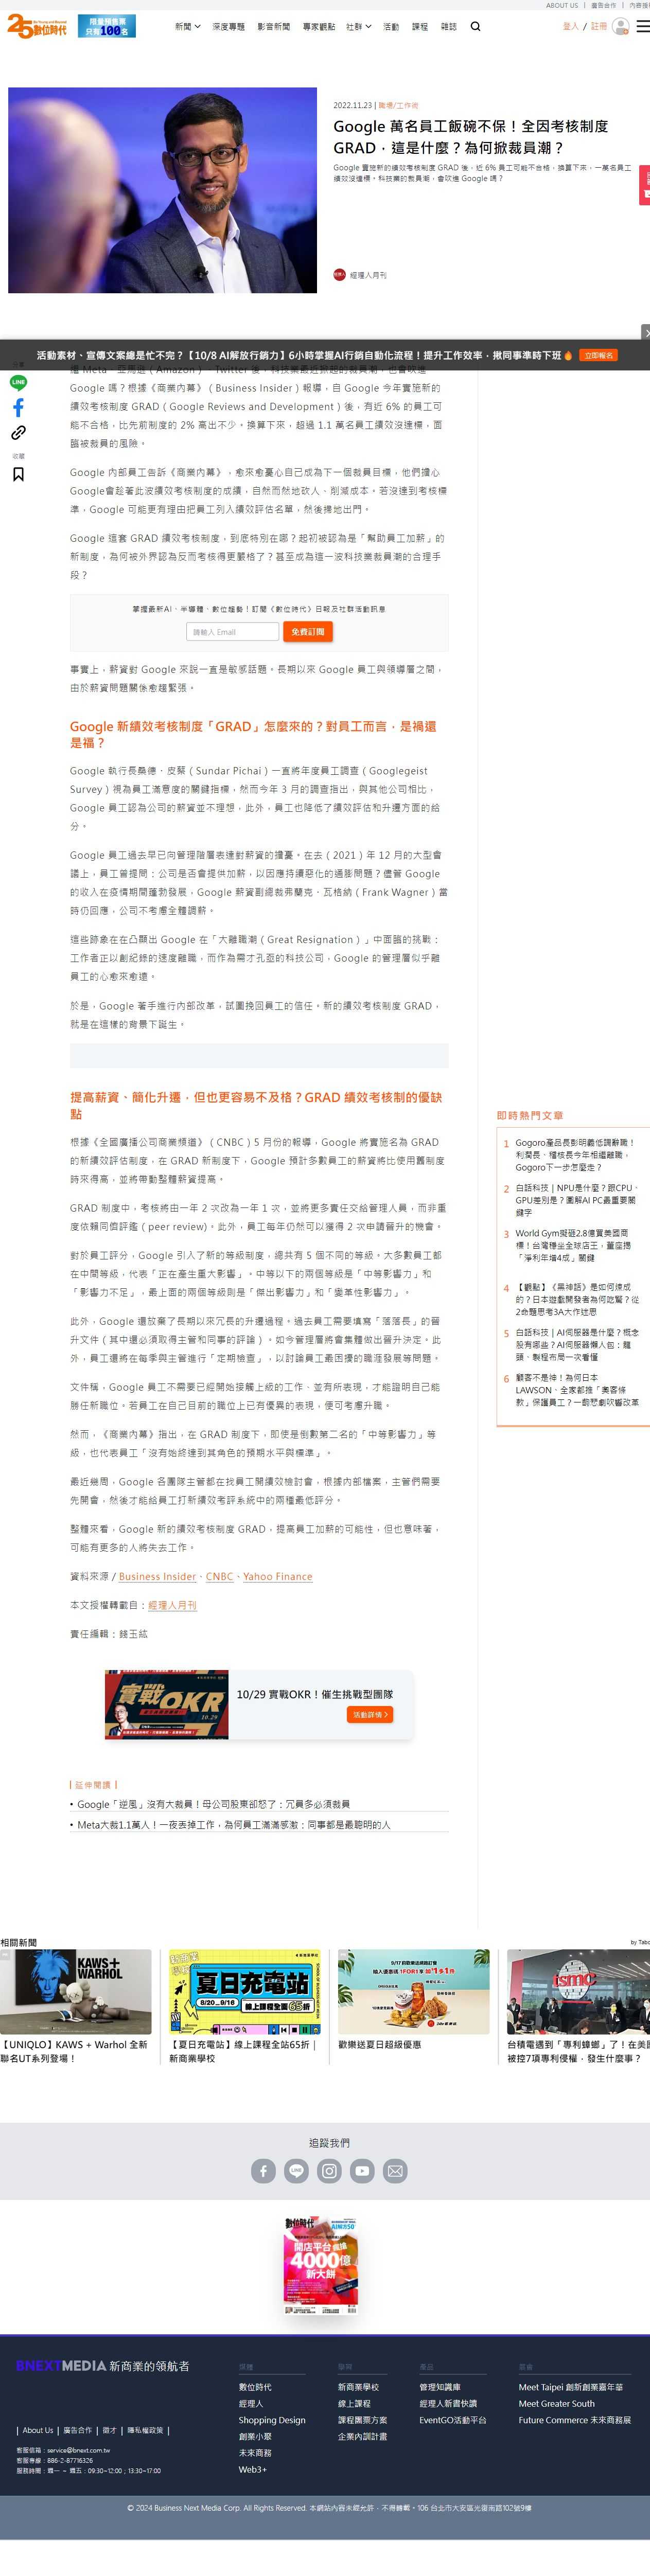 ABOUT US | 廣告合作 |
25 數位時代
限量領售票
只有100名
新聞 深度專題 影音新聞 專家觀點 社群 活動 課程 雜誌
登入 / 註冊
2022.11.23 | 職場/工作術
Google 萬名員工飯碗不保！全因考核制度
GRAD，這是什麼？為何掀裁員潮？
Google 實施新的績效考核制度 GRAD 後，近 6% 員工可能不合格，換算下來，一萬名員工
績效沒達標。科技業的裁員潮，會吹進 Google 嗎？
經理人月刊
活動素材、宣傳文案總是忙不完？【10/8 AI解放行銷力】6小時掌握AI行銷自動化流程！提升工作效率，揪同事準時下班🔥 立即報名
繼 Meta、亞馬遜（Amazon）、Twitter 後，科技業最近掀起的裁員潮，也會吹進
Google 嗎？根據《商業內幕》（Business Insider）報導，自 Google 今年實施新的
績效考核制度 GRAD（Google Reviews and Development）後，有近 6% 的員工可
能不合格，比先前制度的 2% 高出不少。換算下來，超過 1.1 萬名員工績效沒達標，面
臨被裁員的風險。
LINE
收藏
Google 內部員工告訴《商業內幕》，愈來愈憂心自己成為下一個裁員目標，他們擔心
Google會趁著此波績效考核制度的成績，自然而然地砍人、削減成本。若沒達到考核標
準，Google 可能更有理由把員工列入績效評估名單，然後掃地出門。
Google 這套 GRAD 績效考核制度，到底特別在哪？起初被認為是「幫助員工加薪」的
新制度，為何被外界認為反而考核得更嚴格了？甚至成為這一波科技業裁員潮的合理手
段？
掌握最新AI、半導體、數位趨勢！訂閱《數位時代》日報及社群活動訊息
請輸入 Email 免費訂閱
事實上，薪資對 Google 來說一直是敏感話題。長期以來 Google 員工與領導層之間，
由於薪資問題關係愈趨緊張。
Google 新績效考核制度「GRAD」怎麼來的？對員工而言，是禍還
是福？
Google 執行長桑德．皮蔡（Sundar Pichai）一直將年度員工調查（Googlegeist
Survey）視為員工滿意度的關鍵指標，然而今年 3 月的調查指出，與其他公司相比，
Google 員工認為公司的薪資並不理想，此外，員工也降低了績效評估和升遷方面的給
分。
Google 員工過去早已向管理階層表達對薪資的擔憂。在去（2021）年 12 月的大型會
議上，員工曾提問：公司是否會提供加薪，以因應持續惡化的通膨問題？儘管 Google
的收入在疫情期間蓬勃發展，Google 薪資副總裁弗蘭克．瓦格納（Frank Wagner）當
時仍回應，公司不考慮全體調薪。
這些跡象在在凸顯出 Google 在「大離職潮（Great Resignation）」中面臨的挑戰：
工作者正以創紀錄的速度離職，而作為需才孔亟的科技公司，Google 的管理層似乎離
員工的心愈來愈遠。
於是，Google 著手進行內部改革，試圖挽回員工的信任。新的績效考核制度 GRAD，
就是在這樣的背景下誕生。
提高薪資、簡化升遷，但也更容易不及格？GRAD 績效考核制的優缺
點
根據《全國廣播公司商業頻道》（CNBC）5 月份的報導，Google 將實施名為 GRAD
的新績效評估制度，在 GRAD 新制度下，Google 預計多數員工的薪資將比使用舊制度
時來得高，並將帶動整體薪資提高。
GRAD 制度中，考核將由一年 2 次改為一年 1 次，並將更多責任交給管理人員，而非重
度依賴同儕評鑑（peer review）。此外，員工每年仍然可以獲得 2 次申請晉升的機會。
對於員工評分，Google 引入了新的等級制度，總共有 5 個不同的等級。大多數員工都
在中間等級，代表「正在產生重大影響」。中等以下的兩個等級是「中等影響力」和
「影響力不足」，最上面的兩個等級則是「傑出影響力」和「變革性影響力」。
此外，Google 還放棄了長期以來冗長的升遷過程。過去員工需要填寫「落落長」的晉
升文件（其中還必須取得主管和同事的評論）。如今管理層將會集體做出晉升決定。此
外，員工還將在每季與主管進行「定期檢查」，以討論員工最困擾的職涯發展等問題。
文件稱，Google 員工不需要已經開始接觸上級的工作、並有所表現，才能證明自己能
勝任新職位。若員工在自己目前的職位上已有優異的表現，便可考慮升職。
然而，《商業內幕》指出，在 GRAD 制度下，即使是倒數第二名的「中等影響力」等
級，也代表員工「沒有始終達到其角色的預期水平與標準」。
最近幾周，Google 各團隊主管都在找員工開績效檢討會，根據內部檔案，主管們需要
先開會，然後才能給員工打新績效考評系統中的兩種最低評分。
整體來看，Google 新的績效考核制度 GRAD，提高員工加薪的可能性，但也意味著，
可能有更多的人將失去工作。
資料來源 / Business Insider、CNBC、Yahoo Finance
本文授權轉載自：經理人月刊
責任編輯：錢玉紘
實戰OKR
10.29
10/29 實戰OKR！催生挑戰型團隊
活動詳情
| 延伸閱讀 |
• Google「逆風」沒有大裁員！母公司股東卻怒了：冗員多必須裁員
• Meta大裁1.1萬人！一夜丟掉工作，為何員工滿滿感激：同事都是最聰明的人
即時熱門文章
1 Gogoro產品長彭明義低調辭職！
利潤長、稽核長今年相繼離職，
Gogoro下一步怎麼走？
2 白話科技｜NPU是什麼？跟CPU、
GPU差別是？圖解AI PC最重要關
鍵字
3 World Gym擬砸2.8億買美國商
標！台灣穩坐全球店王，董座揭
「淨利年增4成」關鍵
4 【觀點】《黑神話》是如何煉成
的？日本遊戲開發者為何吃驚？從
2命題思考3A大作迷思
5 白話科技｜AI伺服器是什麼？概念
股有哪些？AI伺服器懶人包：龍
頭、製程布局一次看懂
6 顧客不是神！為何日本
LAWSON、全家都推「奧客條
款」保護員工？一齣悲劇吹響改革
相關新聞
KAWS+
WARHOL
【UNIQLO】KAWS + Warhol 全新
聯名UT系列登場！
夏日充電站
8/20_9/16 線上課程全面65折
【夏日充電站】線上課程全站65折｜
新商業學校
歡樂送夏日超級優惠
tsmc
台積電遇到「專利蟑螂」了！在美
被控7項專利侵權，發生什麼事？
追蹤我們
數位時代
開店平台
4000億
新大餅
BNEXTMEDIA 新商業的領航者
| About Us | 廣告合作 | 徵才 | 隱私權政策 |
客服信箱：service@bnext.com.tw
客服專線：886-2-87716326
服務時間：週一 ~ 週五：09:30~12:00；13:30~17:00
媒體
數位時代
經理人
Shopping Design
創業小聚
未來商務
Web3+
學院
新商業學校
線上課程
課程團票方案
企業內訓計畫
產品
管理知識庫
經理人新書快讀
EventGO活動平台
展會
Meet Taipei 創新創業嘉年華
Meet Greater South
Future Commerce 未來商務展
© 2024 Business Next Media Corp. All Rights Reserved. 本網站內容未經允許，不得轉載。106 台北市大安區光復南路102號9樓